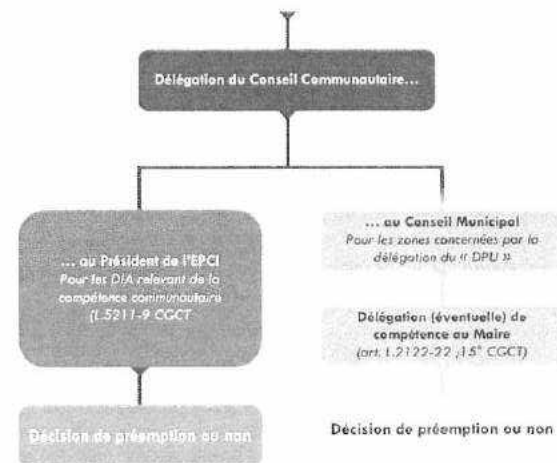 Délégation du Conseil Communautaire...
... au Président de l'EPCI
Pour les DIA relevant de la
compétence communautaire
(L.5211-9 CGCT
Décision de préemption ou non
... au Conseil Municipal
Pour les zones concernées par la
délégation du « DPU »
Délégation (éventuelle) de
compétence au Maire
(art. L.2122-22 ,15° CGCT)
Décision de préemption ou non